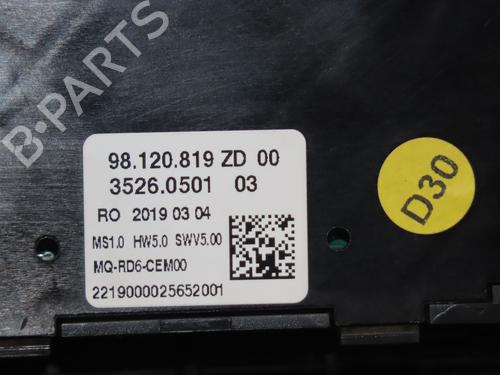 B-PARTS
98.120.819 ZD 00
3526.0501 03
RO 2019 03 04
MS1.0 HW5.0 SWV5.00
MQ-RD6-CEM00
2219000025652001
D30